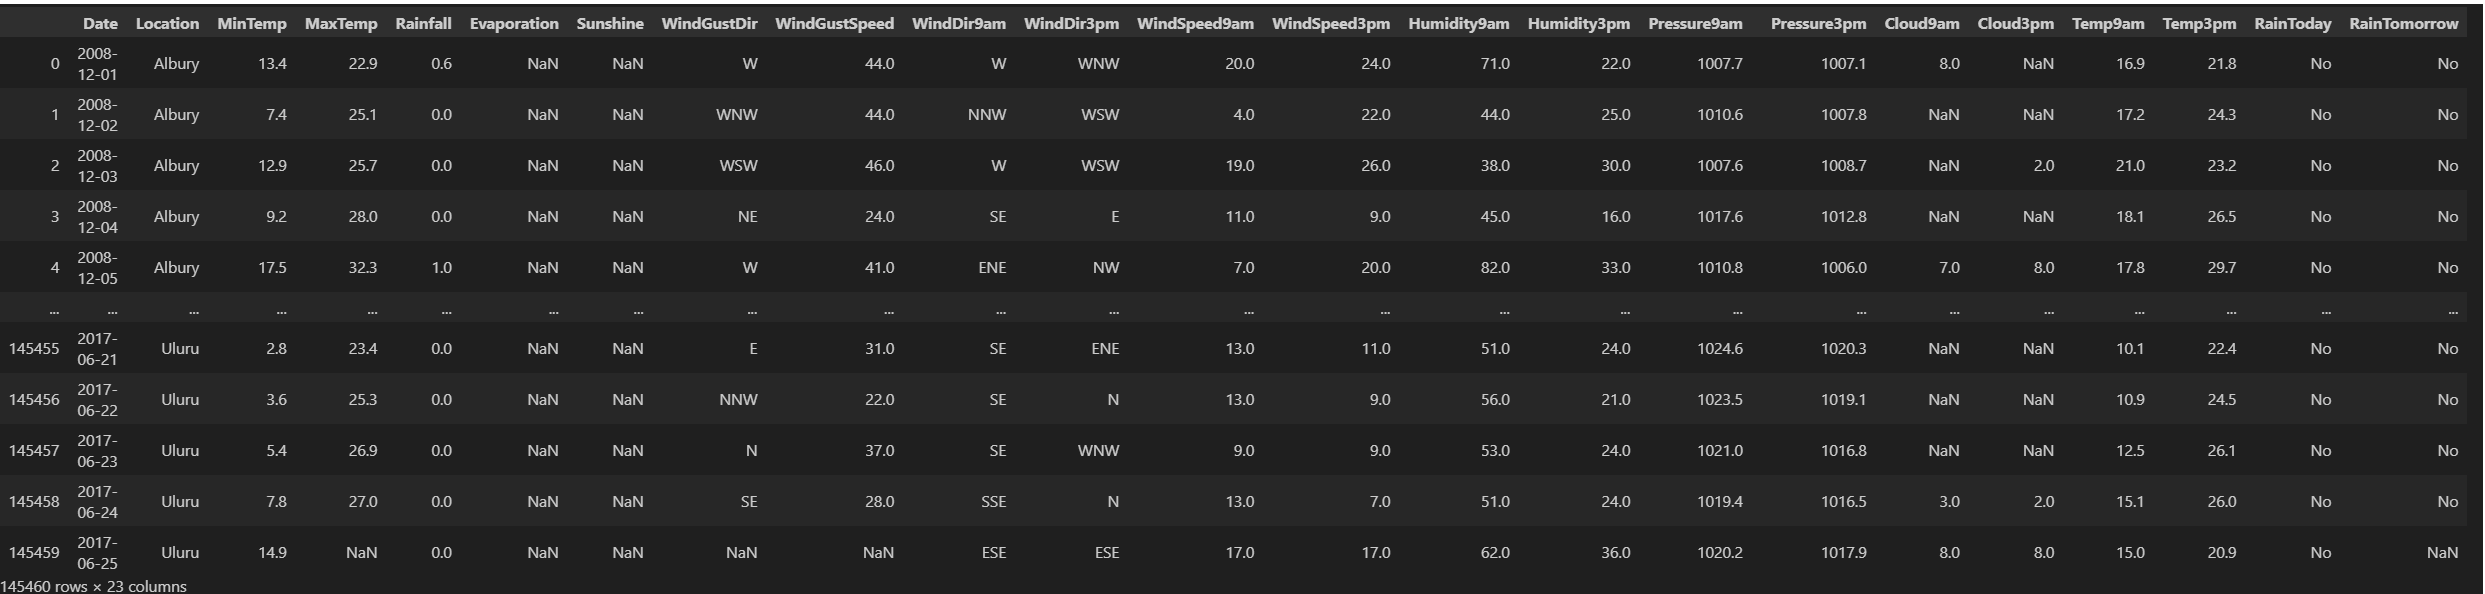 Date Location MinTemp MaxTemp Rainfall Evaporation Sunshine WindGustDir WindGustSpeed WindDir9am WindDir3pm WindSpeed9am WindSpeed3pm Humidity9am Humidity3pm Pressure9am Pressure3pm Cloud9am Cloud3pm Temp9am Temp3pm RainToday RainTomorrow
0 2008-12-01 Albury 13.4 22.9 0.6 NaN NaN W 44.0 W WNW 20.0 24.0 71.0 22.0 1007.7 1007.1 8.0 NaN 16.9 21.8 No No
1 2008-12-02 Albury 7.4 25.1 0.0 NaN NaN WNW 44.0 NNW WSW 4.0 22.0 44.0 25.0 1010.6 1007.8 NaN NaN 17.2 24.3 No No
2 2008-12-03 Albury 12.9 25.7 0.0 NaN NaN WSW 46.0 W WSW 19.0 26.0 38.0 30.0 1007.6 1008.7 NaN 2.0 21.0 23.2 No No
3 2008-12-04 Albury 9.2 28.0 0.0 NaN NaN NE 24.0 SE E 11.0 9.0 45.0 16.0 1017.6 1012.8 NaN NaN 18.1 26.5 No No
4 2008-12-05 Albury 17.5 32.3 1.0 NaN NaN W 41.0 ENE NW 7.0 20.0 82.0 33.0 1010.8 1006.0 7.0 8.0 17.8 29.7 No No
... ... ... ... ... ... ... ... ... ... ... ... ... ... ... ... ... ... ... ... ... ... ... ...
145455 2017-06-21 Uluru 2.8 23.4 0.0 NaN NaN E 31.0 SE ENE 13.0 11.0 51.0 24.0 1024.6 1020.3 NaN NaN 10.1 22.4 No No
145456 2017-06-22 Uluru 3.6 25.3 0.0 NaN NaN NNW 22.0 SE N 13.0 9.0 56.0 21.0 1023.5 1019.1 NaN NaN 10.9 24.5 No No
145457 2017-06-23 Uluru 5.4 26.9 0.0 NaN NaN N 37.0 SE WNW 9.0 9.0 53.0 24.0 1021.0 1016.8 NaN NaN 12.5 26.1 No No
145458 2017-06-24 Uluru 7.8 27.0 0.0 NaN NaN SE 28.0 SSE N 13.0 7.0 51.0 24.0 1019.4 1016.5 3.0 2.0 15.1 26.0 No No
145459 2017-06-25 Uluru 14.9 NaN 0.0 NaN NaN NaN NaN ESE ESE 17.0 17.0 62.0 36.0 1020.2 1017.9 8.0 8.0 15.0 20.9 No NaN
145460 rows × 23 columns